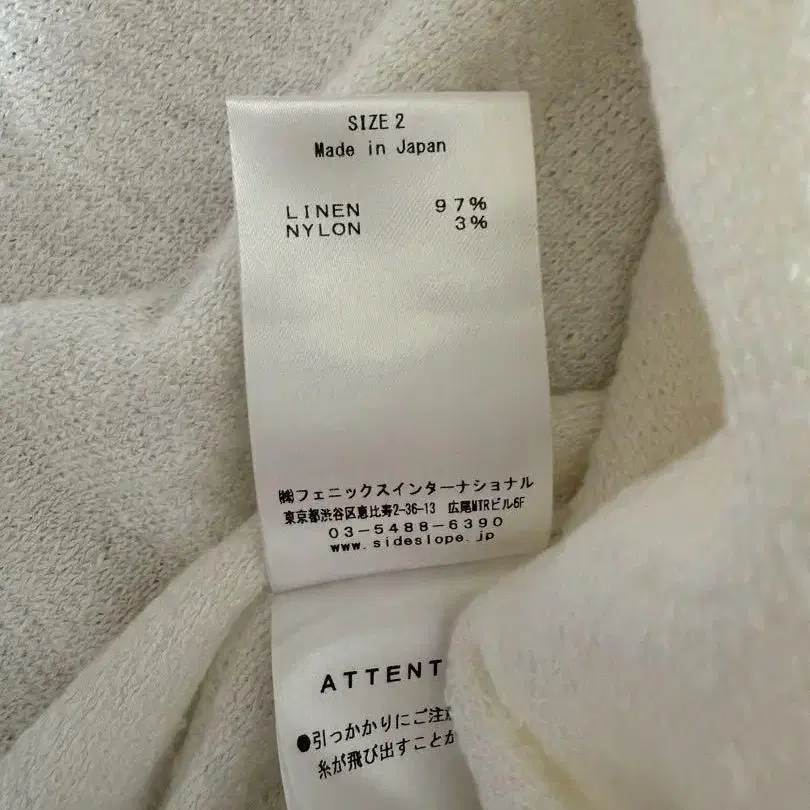 SIZE 2
Made in Japan
LINEN 97%
NYLON 3%
㈱フェニックスインターナショナル
東京都渋谷区恵比寿2-36-13 広尾MTRビル6F
03-5488-6390
www.sideslope.jp
ATTENT
●引っかかりにご注
糸が飛び出すことか